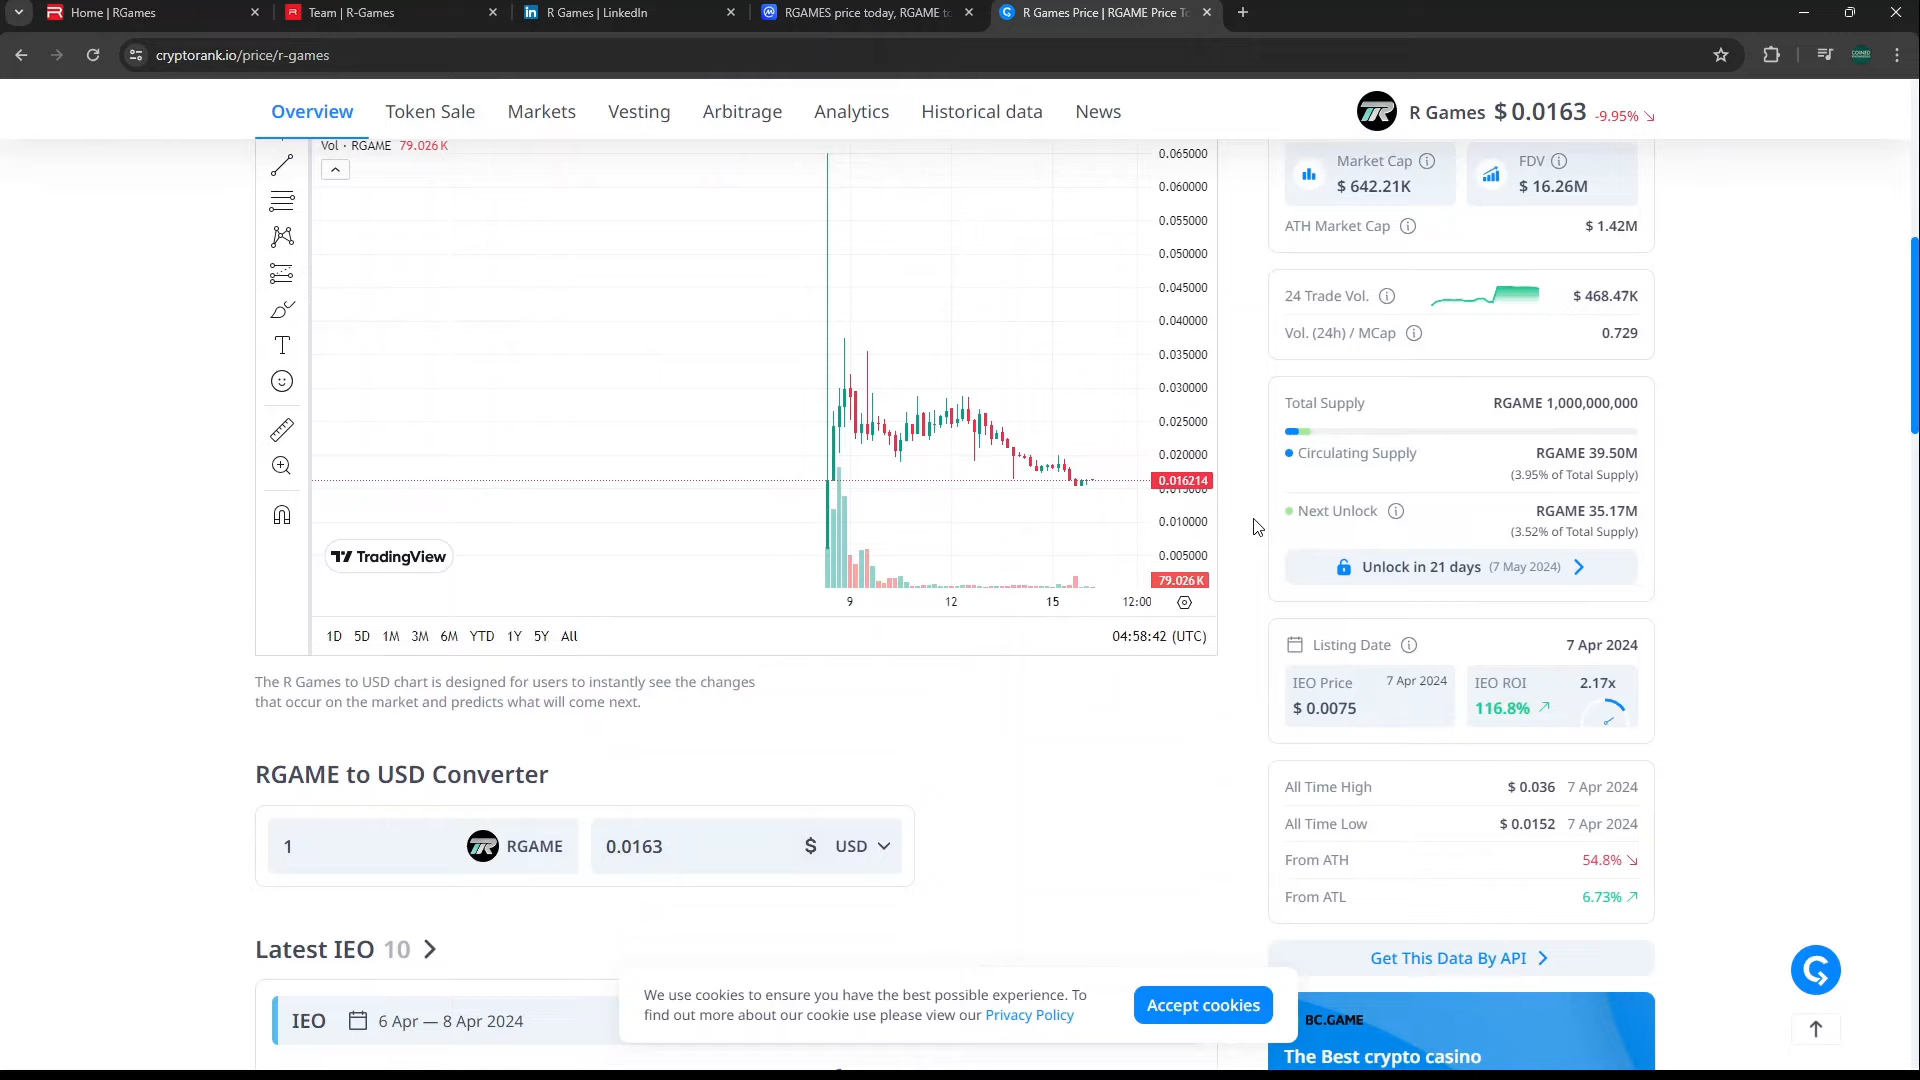 Home | RGames
Team | R-Games
R Games | LinkedIn
RGAMES price today, RGAME to
R Games Price | RGAME Price To
cryptorank.io/price/r-games
Overview
Token Sale
Markets
Vesting
Arbitrage
Analytics
Historical data
News
R Games $ 0.0163 -9.95%
Vol · RGAME 79.026K
0.065000
0.060000
0.055000
0.050000
0.045000
0.040000
0.035000
0.030000
0.025000
0.020000
0.016214
0.015000
0.010000
0.005000
79.026K
TradingView
9
12
15
12:00
1D 5D 1M 3M 6M YTD 1Y 5Y All
04:58:42 (UTC)
The R Games to USD chart is designed for users to instantly see the changes
that occur on the market and predicts what will come next.
RGAME to USD Converter
1 RGAME
0.0163 $ USD
Latest IEO 10
IEO 6 Apr — 8 Apr 2024
Market Cap
$ 642.21K
FDV
$ 16.26M
ATH Market Cap $ 1.42M
24 Trade Vol. $ 468.47K
Vol. (24h) / MCap 0.729
Total Supply RGAME 1,000,000,000
Circulating Supply RGAME 39.50M
(3.95% of Total Supply)
Next Unlock RGAME 35.17M
(3.52% of Total Supply)
Unlock in 21 days (7 May 2024)
Listing Date 7 Apr 2024
IEO Price 7 Apr 2024
$ 0.0075
IEO ROI 2.17x
116.8%
All Time High $ 0.036 7 Apr 2024
All Time Low $ 0.0152 7 Apr 2024
From ATH 54.8%
From ATL 6.73%
Get This Data By API
BC.GAME
The Best crypto casino
We use cookies to ensure you have the best possible experience. To
find out more about our cookie use please view our Privacy Policy
Accept cookies